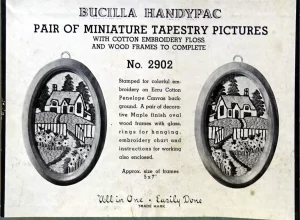 BUCILLA HANDYPAC
PAIR OF MINIATURE TAPESTRY PICTURES
WITH COTTON EMBROIDERY FLOSS
AND WOOD FRAMES TO COMPLETE
No. 2902
Stamped for colorful em-
broidery on Ecru Cotton
Penelope Canvas back-
ground. A pair of decora-
tive Maple finish oval
wood frames with glass,
rings for hanging,
embroidery chart and
instructions for working
also enclosed.
Approx. size of frames
5 x 7"
All in One - Easily Done
TRADE MARK